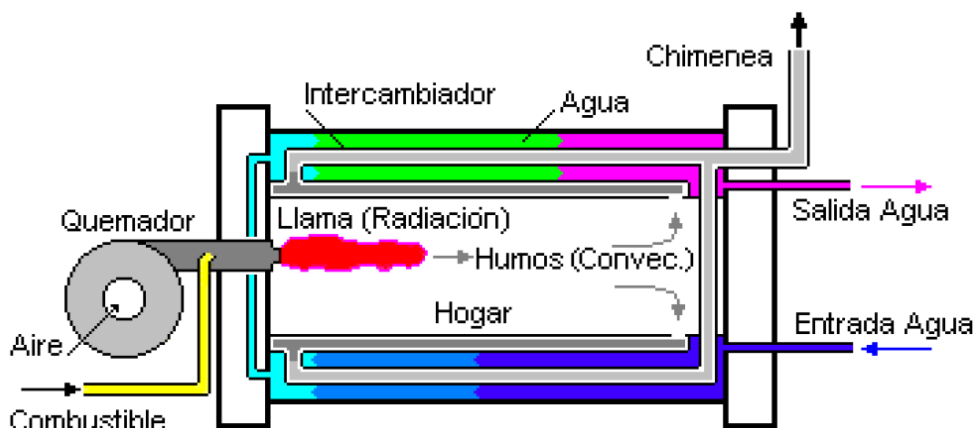 Chimenea
Intercambiador
Agua
Quemador
Llama (Radiación)
Salida Agua
Humos (Convec.)
Hogar
Entrada Agua
Aire
Combustible